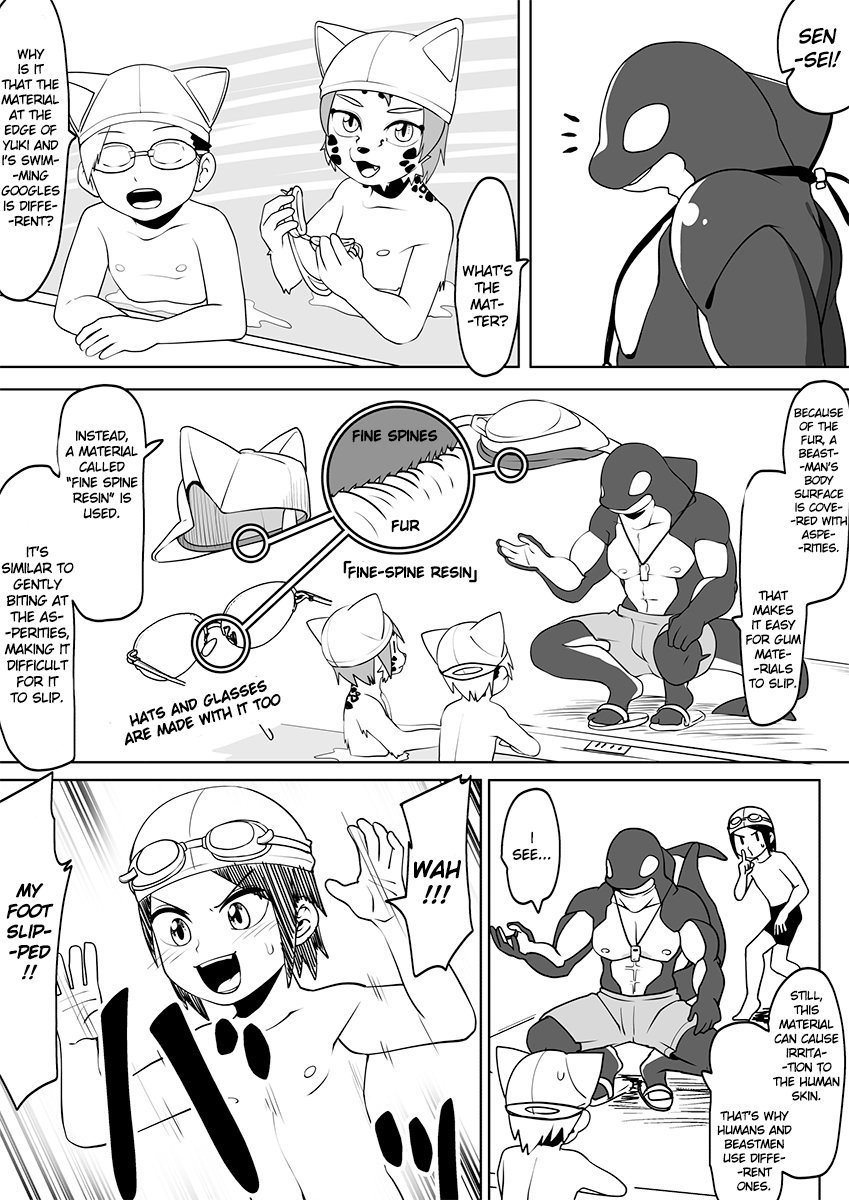 SEN
-SEI!
WHAT'S
THE
MAT-
-TER?
WHY
IS IT
THAT THE
MATERIAL
AT THE
EDGE OF
YUKI AND
I'S SWIM-
-MING
GOOGLES
IS DIFFE-
-RENT?
BECAUSE
OF THE
FUR, A
BEAST-
-MAN'S
BODY
SURFACE
IS COVE-
-RED WITH
ASPE-
-RITIES.
THAT
MAKES
IT EASY
FOR GUM
MATE-
-RIALS
TO SLIP.
FINE SPINES
FUR
「FINE-SPINE RESIN」
HATS AND GLASSES
ARE MADE WITH IT TOO
INSTEAD,
A MATERIAL
CALLED
"FINE SPINE
RESIN" IS
USED.
IT'S
SIMILAR TO
GENTLY
BITING AT
THE AS-
-PERITIES,
MAKING IT
DIFFICULT
FOR IT
TO SLIP.
I
SEE...
STILL,
THIS
MATERIAL
CAN CAUSE
IRRITA-
-TION TO
THE HUMAN
SKIN.
THAT'S WHY
HUMANS AND
BEASTMEN
USE DIFFE-
-RENT
ONES.
WAH
!!!
MY
FOOT
SLIP-
-PED
!!